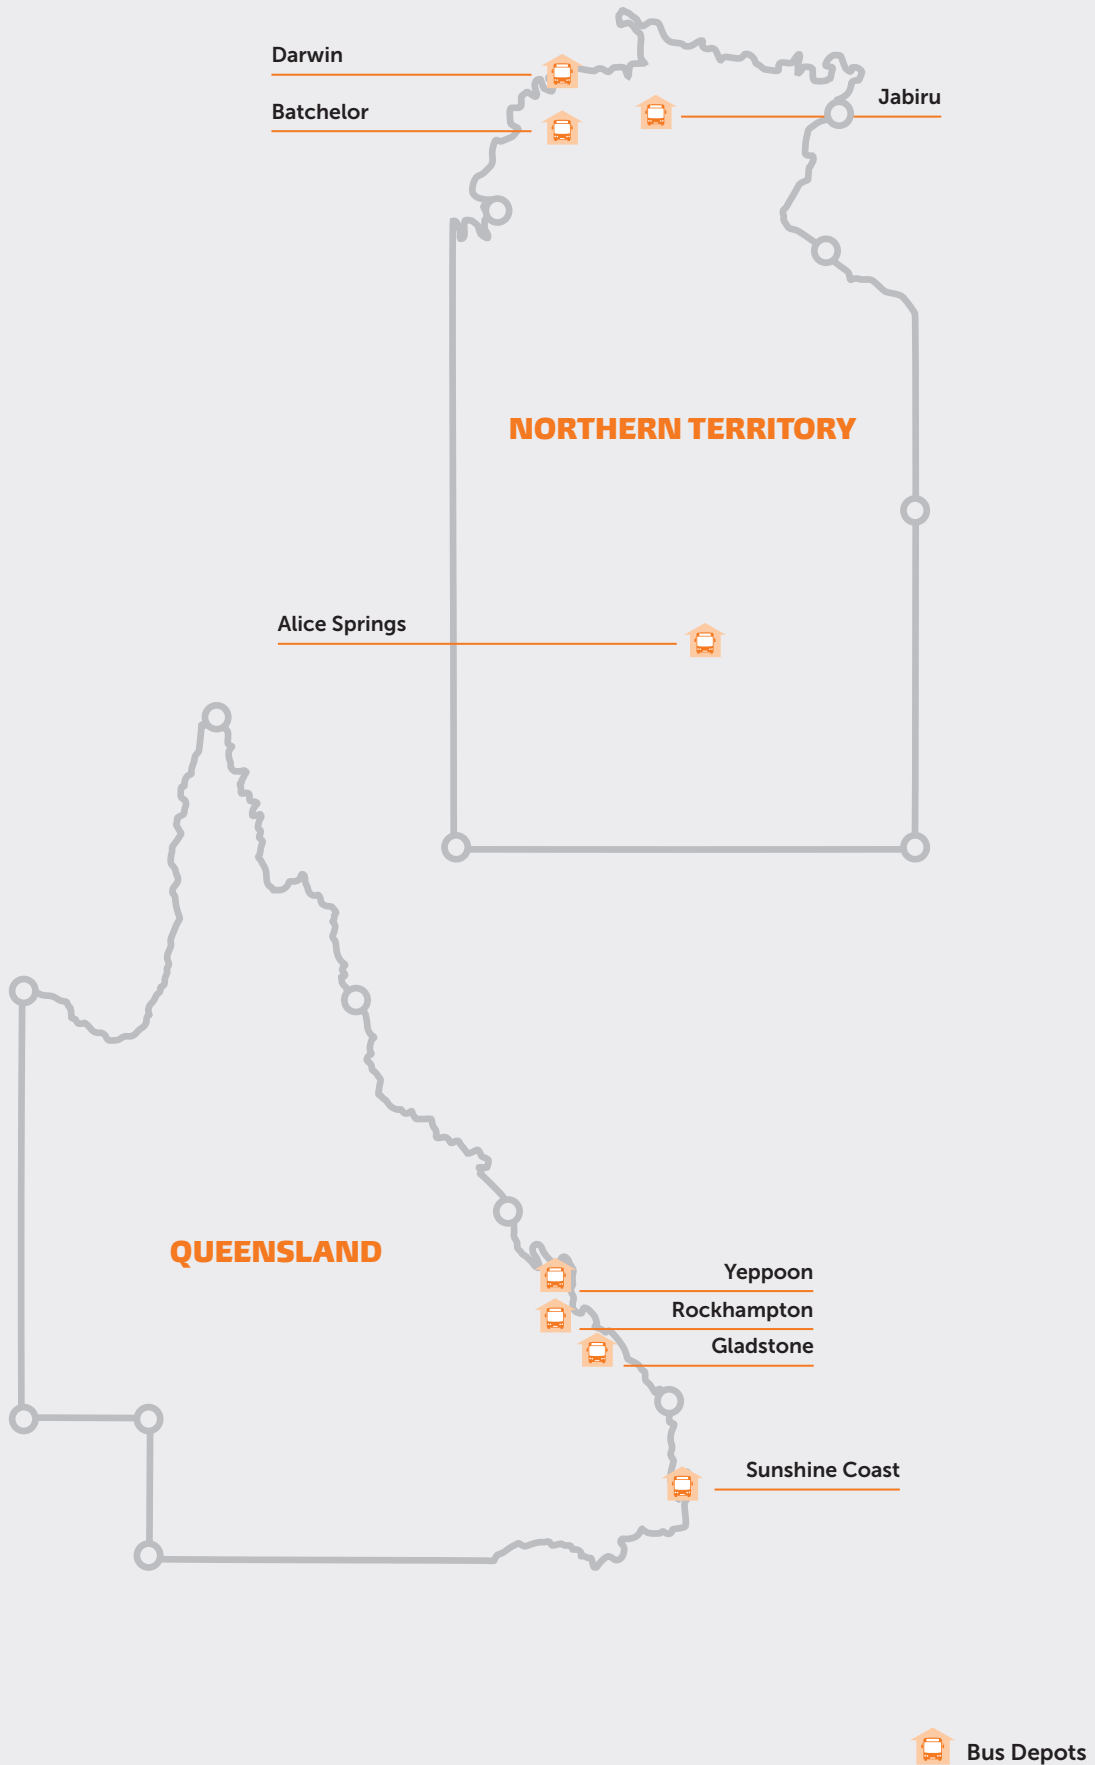 Darwin
Batchelor
Jabiru
NORTHERN TERRITORY
Alice Springs
QUEENSLAND
Yeppoon
Rockhampton
Gladstone
Sunshine Coast
Bus Depots